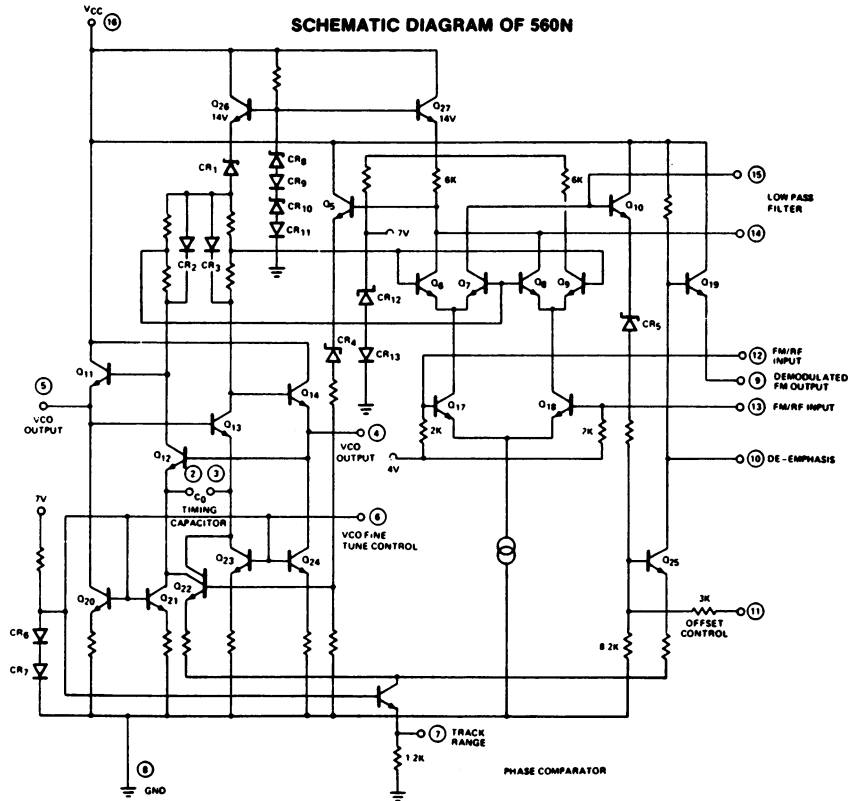 SCHEMATIC DIAGRAM OF 560N
VCC
16
Q26
14V
Q27
14V
CR1
CR8
CR9
CR10
CR11
6K
6K
Q5
Q10
15
LOW PASS
FILTER
14
7V
CR2
CR3
Q6
Q7
Q8
Q9
Q19
CR12
CR13
CR4
CR5
12
FM/RF
INPUT
9
DEMODULATED
FM OUTPUT
13
FM/RF INPUT
Q11
5
VCO
OUTPUT
Q14
Q13
Q17
Q18
2K
2K
4
VCO
OUTPUT
4V
10
DE-EMPHASIS
Q12
2
3
C0
TIMING
CAPACITOR
7V
6
VCO FINE
TUNE CONTROL
Q20
Q21
Q22
Q23
Q24
Q25
CR6
CR7
3K
11
OFFSET
CONTROL
8 2K
7
TRACK
RANGE
1 2K
8
GND
PHASE COMPARATOR